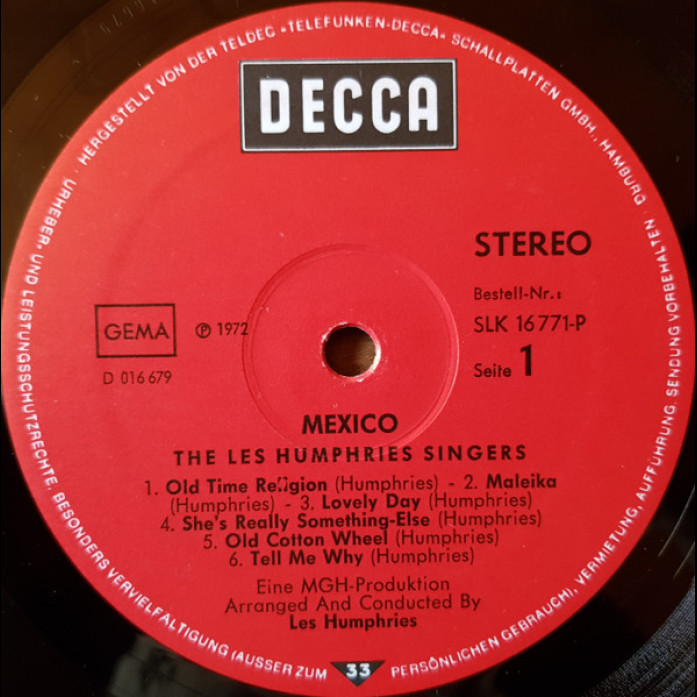 HERGESTELLT VON DER TELDEC »TELEFUNKEN-DECCA« SCHALLPLATTEN GMBH., HAMBURG ·
URHEBER- UND LEISTUNGSSCHUTZRECHTE, BESONDERS VERVIELFÄLTIGUNG (AUSSER ZUM PERSÖNLICHEN GEBRAUCH), VERMIETUNG, AUFFÜHRUNG, SENDUNG VORBEHALTEN
DECCA
STEREO
Bestell-Nr.:
SLK 16771-P
Seite 1
GEMA
℗ 1972
D 016 679
MEXICO
THE LES HUMPHRIES SINGERS
1. Old Time Religion (Humphries) - 2. Maleika
(Humphries) - 3. Lovely Day (Humphries)
4. She's Really Something-Else (Humphries)
5. Old Cotton Wheel (Humphries)
6. Tell Me Why (Humphries)
Eine MGH-Produktion
Arranged And Conducted By
Les Humphries
33